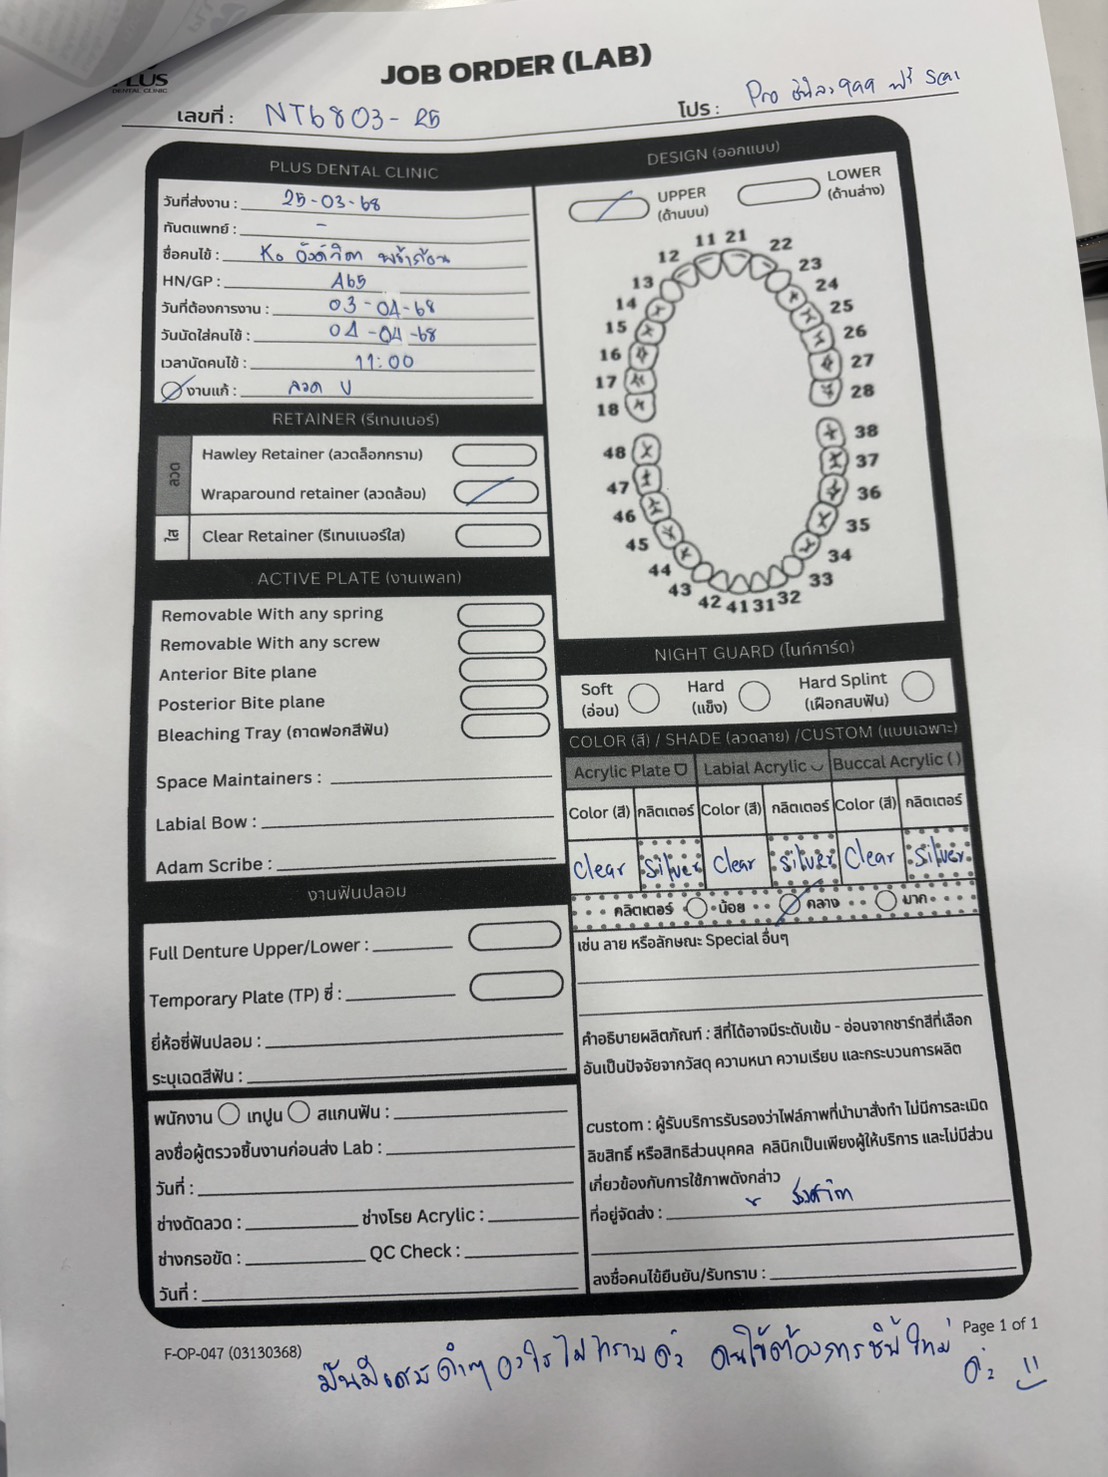 JOB ORDER (LAB)
PLUS
DENTAL CLINIC
เลขที่ : NT6803-25
โปร : Pro ชิ้นละ 999 ฟรี
PLUS DENTAL CLINIC
วันที่ส่งงาน : 25-03-68
ทันตแพทย์ : -
ชื่อคนไข้ :
HN/GP : A65
วันที่ต้องการงาน : 03-04-68
วันนัดใส่คนไข้ : 04-04-68
เวลานัดคนไข้ : 11:00
งานแก้ : ลวด U
RETAINER (รีเทนเนอร์)
ลวด
Hawley Retainer (ลวดล็อกกราม)
Wraparound retainer (ลวดล้อม)
ใส
Clear Retainer (รีเทนเนอร์ใส)
ACTIVE PLATE (งานเพลท)
Removable With any spring
Removable With any screw
Anterior Bite plane
Posterior Bite plane
Bleaching Tray (ถาดฟอกสีฟัน)
Space Maintainers :
Labial Bow :
Adam Scribe :
งานฟันปลอม
Full Denture Upper/Lower :
Temporary Plate (TP) ซี่ :
ยี่ห้อซี่ฟันปลอม :
ระบุเฉดสีฟัน :
พนักงาน เทปูน สแกนฟัน :
ลงชื่อผู้ตรวจชิ้นงานก่อนส่ง Lab :
วันที่ :
ช่างดัดลวด : ช่างโรย Acrylic :
ช่างกรอขัด : QC Check :
วันที่ :
DESIGN (ออกแบบ)
UPPER
(ด้านบน)
LOWER
(ด้านล่าง)
11 21
12 22
13 23
14 24
15 25
16 26
17 27
18 28
48 38
47 37
46 36
45 35
44 34
43 33
42 41 31 32
NIGHT GUARD (ไนท์การ์ด)
Soft
(อ่อน)
Hard
(แข็ง)
Hard Splint
(เฝือกสบฟัน)
COLOR (สี) / SHADE (ลวดลาย) /CUSTOM (แบบเฉพาะ)
Acrylic Plate Labial Acrylic Buccal Acrylic ( )
Color (สี) กลิตเตอร์ Color (สี) กลิตเตอร์ Color (สี) กลิตเตอร์
Clear Silver Clear Silver Clear Silver
กลิตเตอร์ น้อย กลาง มาก
เช่น ลาย หรือลักษณะ Special อื่นๆ
คำอธิบายผลิตภัณฑ์ : สีที่ได้อาจมีระดับเข้ม - อ่อนจากชาร์ทสีที่เลือก
อันเป็นปัจจัยจากวัสดุ ความหนา ความเรียบ และกระบวนการผลิต
custom : ผู้รับบริการรับรองว่าไฟล์ภาพที่นำมาสั่งทำ ไม่มีการละเมิด
ลิขสิทธิ์ หรือสิทธิส่วนบุคคล คลินิกเป็นเพียงผู้ให้บริการ และไม่มีส่วน
เกี่ยวข้องกับการใช้ภาพดังกล่าว
ที่อยู่จัดส่ง :
ลงชื่อคนไข้ยืนยัน/รับทราบ :
F-OP-047 (03130368)
Page 1 of 1
มันมีเศษดำๆ อะไรไม่ทราบค่ะ คนไข้ต้องการชิ้นใหม่
ค่ะ